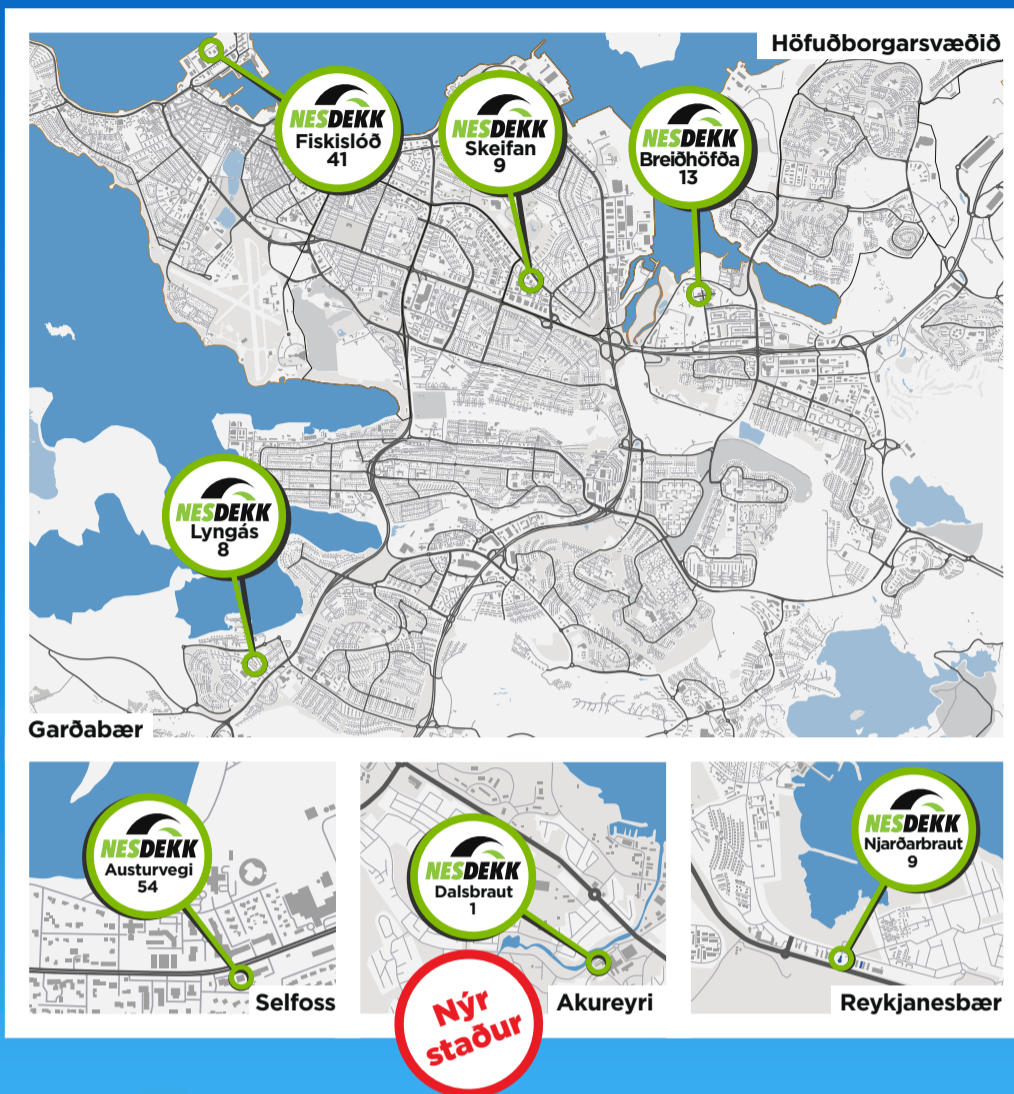 Höfuðborgarsvæðið
NESDEKK
Fiskislóð
41
NESDEKK
Skeifan
9
NESDEKK
Breiðhöfða
13
NESDEKK
Lyngás
8
Garðabær
NESDEKK
Austurvegi
54
Selfoss
NESDEKK
Dalsbraut
1
Nýr
staður
Akureyri
NESDEKK
Njarðarbraut
9
Reykjanesbær